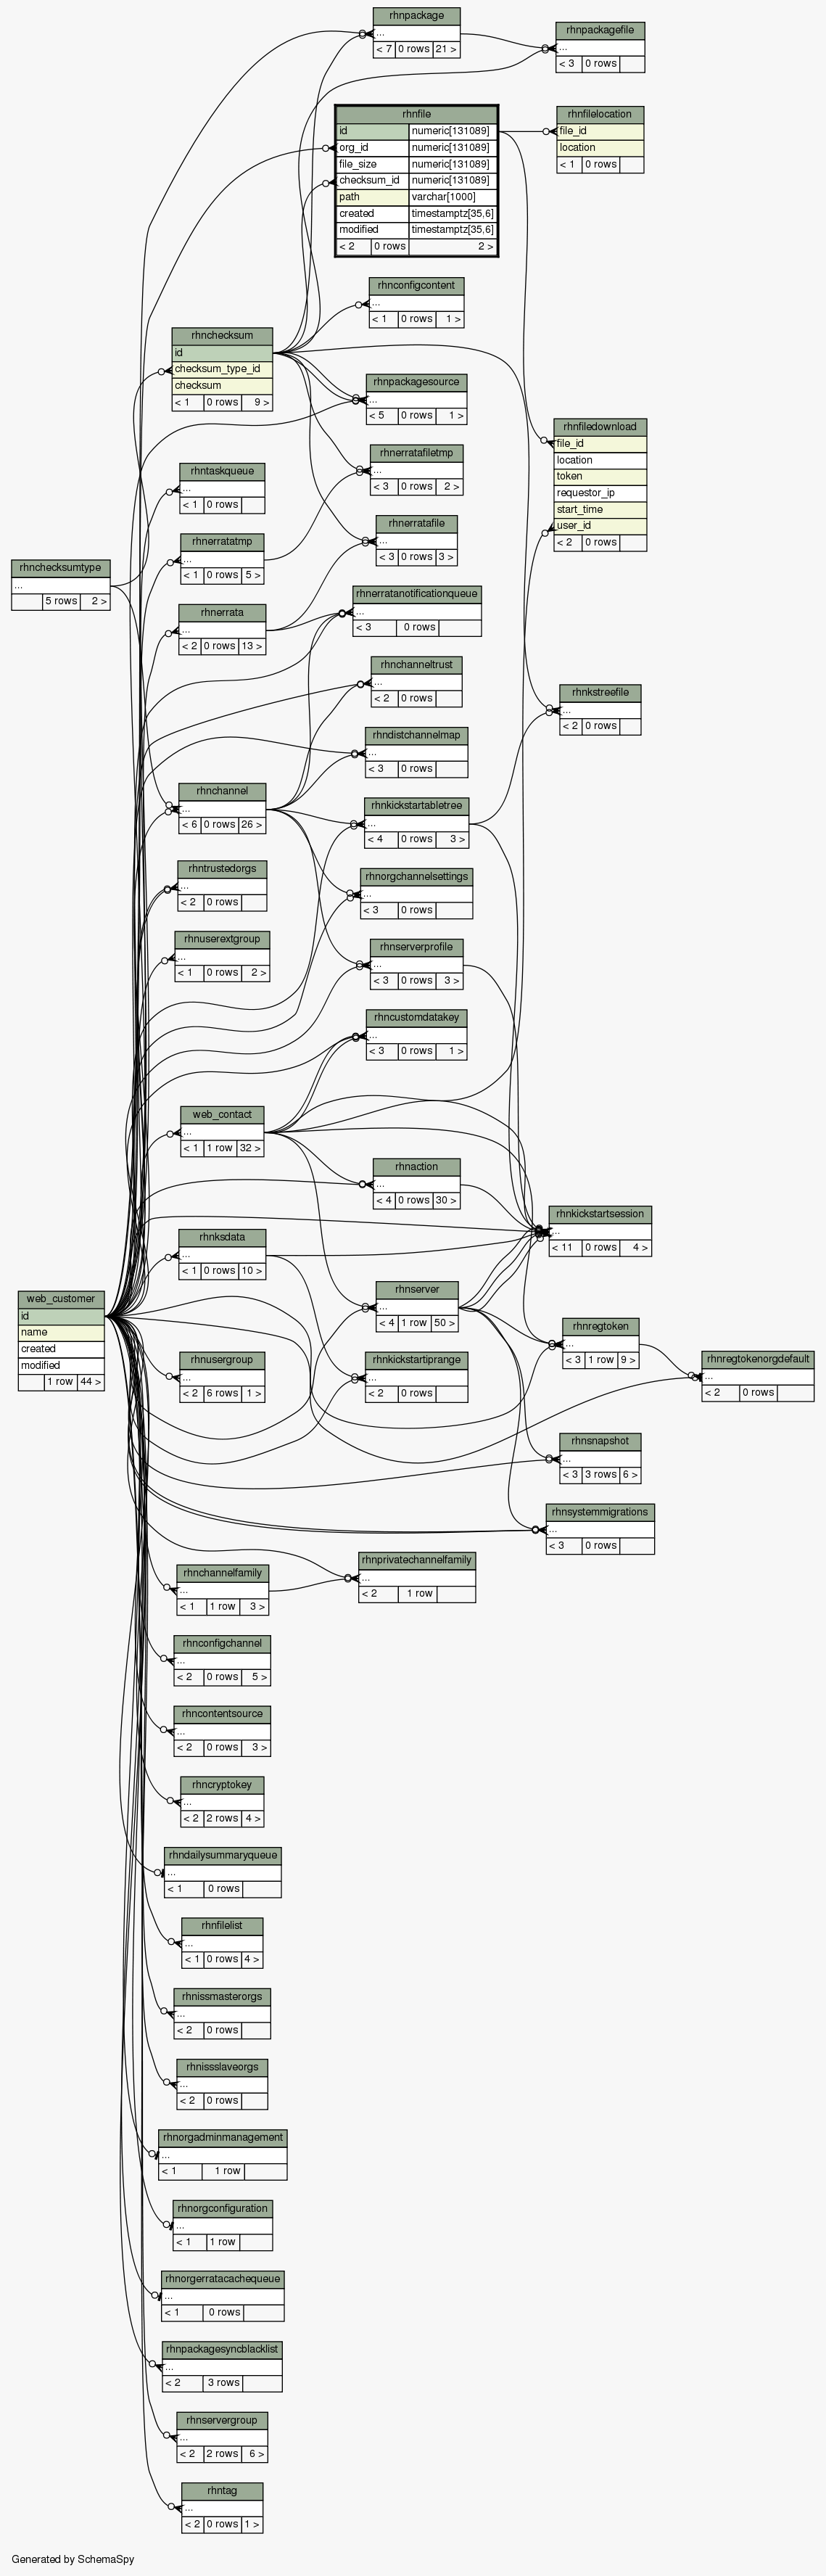 rhnpackage
...
< 7 0 rows 21 >
rhnpackagefile
...
< 3 0 rows
rhnfile
id numeric[131089]
org_id numeric[131089]
file_size numeric[131089]
checksum_id numeric[131089]
path varchar[1000]
created timestamptz[35,6]
modified timestamptz[35,6]
< 2 0 rows 2 >
rhnfilelocation
file_id
location
< 1 0 rows
rhnconfigcontent
...
< 1 0 rows 1 >
rhnchecksum
id
checksum_type_id
checksum
< 1 0 rows 9 >
rhnpackagesource
...
< 5 0 rows 1 >
rhnfiledownload
file_id
location
token
requestor_ip
start_time
user_id
< 2 0 rows
rhnerratafiletmp
...
< 3 0 rows 2 >
rhntaskqueue
...
< 1 0 rows
rhnerratafile
...
< 3 0 rows 3 >
rhnerratatmp
...
< 1 0 rows 5 >
rhnchecksumtype
...
5 rows 2 >
rhnerratanotificationqueue
...
< 3 0 rows
rhnerrata
...
< 2 0 rows 13 >
rhnchanneltrust
...
< 2 0 rows
rhnkstreefile
...
< 2 0 rows
rhndistchannelmap
...
< 3 0 rows
rhnchannel
...
< 6 0 rows 26 >
rhnkickstartabletree
...
< 4 0 rows 3 >
rhntrustedorgs
...
< 2 0 rows
rhnorgchannelsettings
...
< 3 0 rows
rhnuserextgroup
...
< 1 0 rows 2 >
rhnserverprofile
...
< 3 0 rows 3 >
rhncustomdatakey
...
< 3 0 rows 1 >
web_contact
...
< 1 1 row 32 >
rhnaction
...
< 4 0 rows 30 >
rhnkickstartsession
...
< 11 0 rows 4 >
rhnksdata
...
< 1 0 rows 10 >
rhnserver
...
< 4 1 row 50 >
web_customer
id
name
created
modified
1 row 44 >
rhnregtoken
...
< 3 1 row 9 >
rhnusergroup
...
< 2 6 rows 1 >
rhnkickstartiprange
...
< 2 0 rows
rhnregtokenorgdefault
...
< 2 0 rows
rhnsnapshot
...
< 3 3 rows 6 >
rhnsystemmigrations
...
< 3 0 rows
rhnprivatechannelfamily
...
< 2 1 row
rhnchannelfamily
...
< 1 1 row 3 >
rhnconfigchannel
...
< 2 0 rows 5 >
rhncontentsource
...
< 2 0 rows 3 >
rhncryptokey
...
< 2 2 rows 4 >
rhndailysummaryqueue
...
< 1 0 rows
rhnfilelist
...
< 1 0 rows 4 >
rhnissmasterorgs
...
< 2 0 rows
rhnissslaveorgs
...
< 2 0 rows
rhnorgadminmanagement
...
< 1 1 row
rhnorgconfiguration
...
< 1 1 row
rhnorgerratacachequeue
...
< 1 0 rows
rhnpackagesyncblacklist
...
< 2 3 rows
rhnservergroup
...
< 2 2 rows 6 >
rhntag
...
< 2 0 rows 1 >
Generated by SchemaSpy